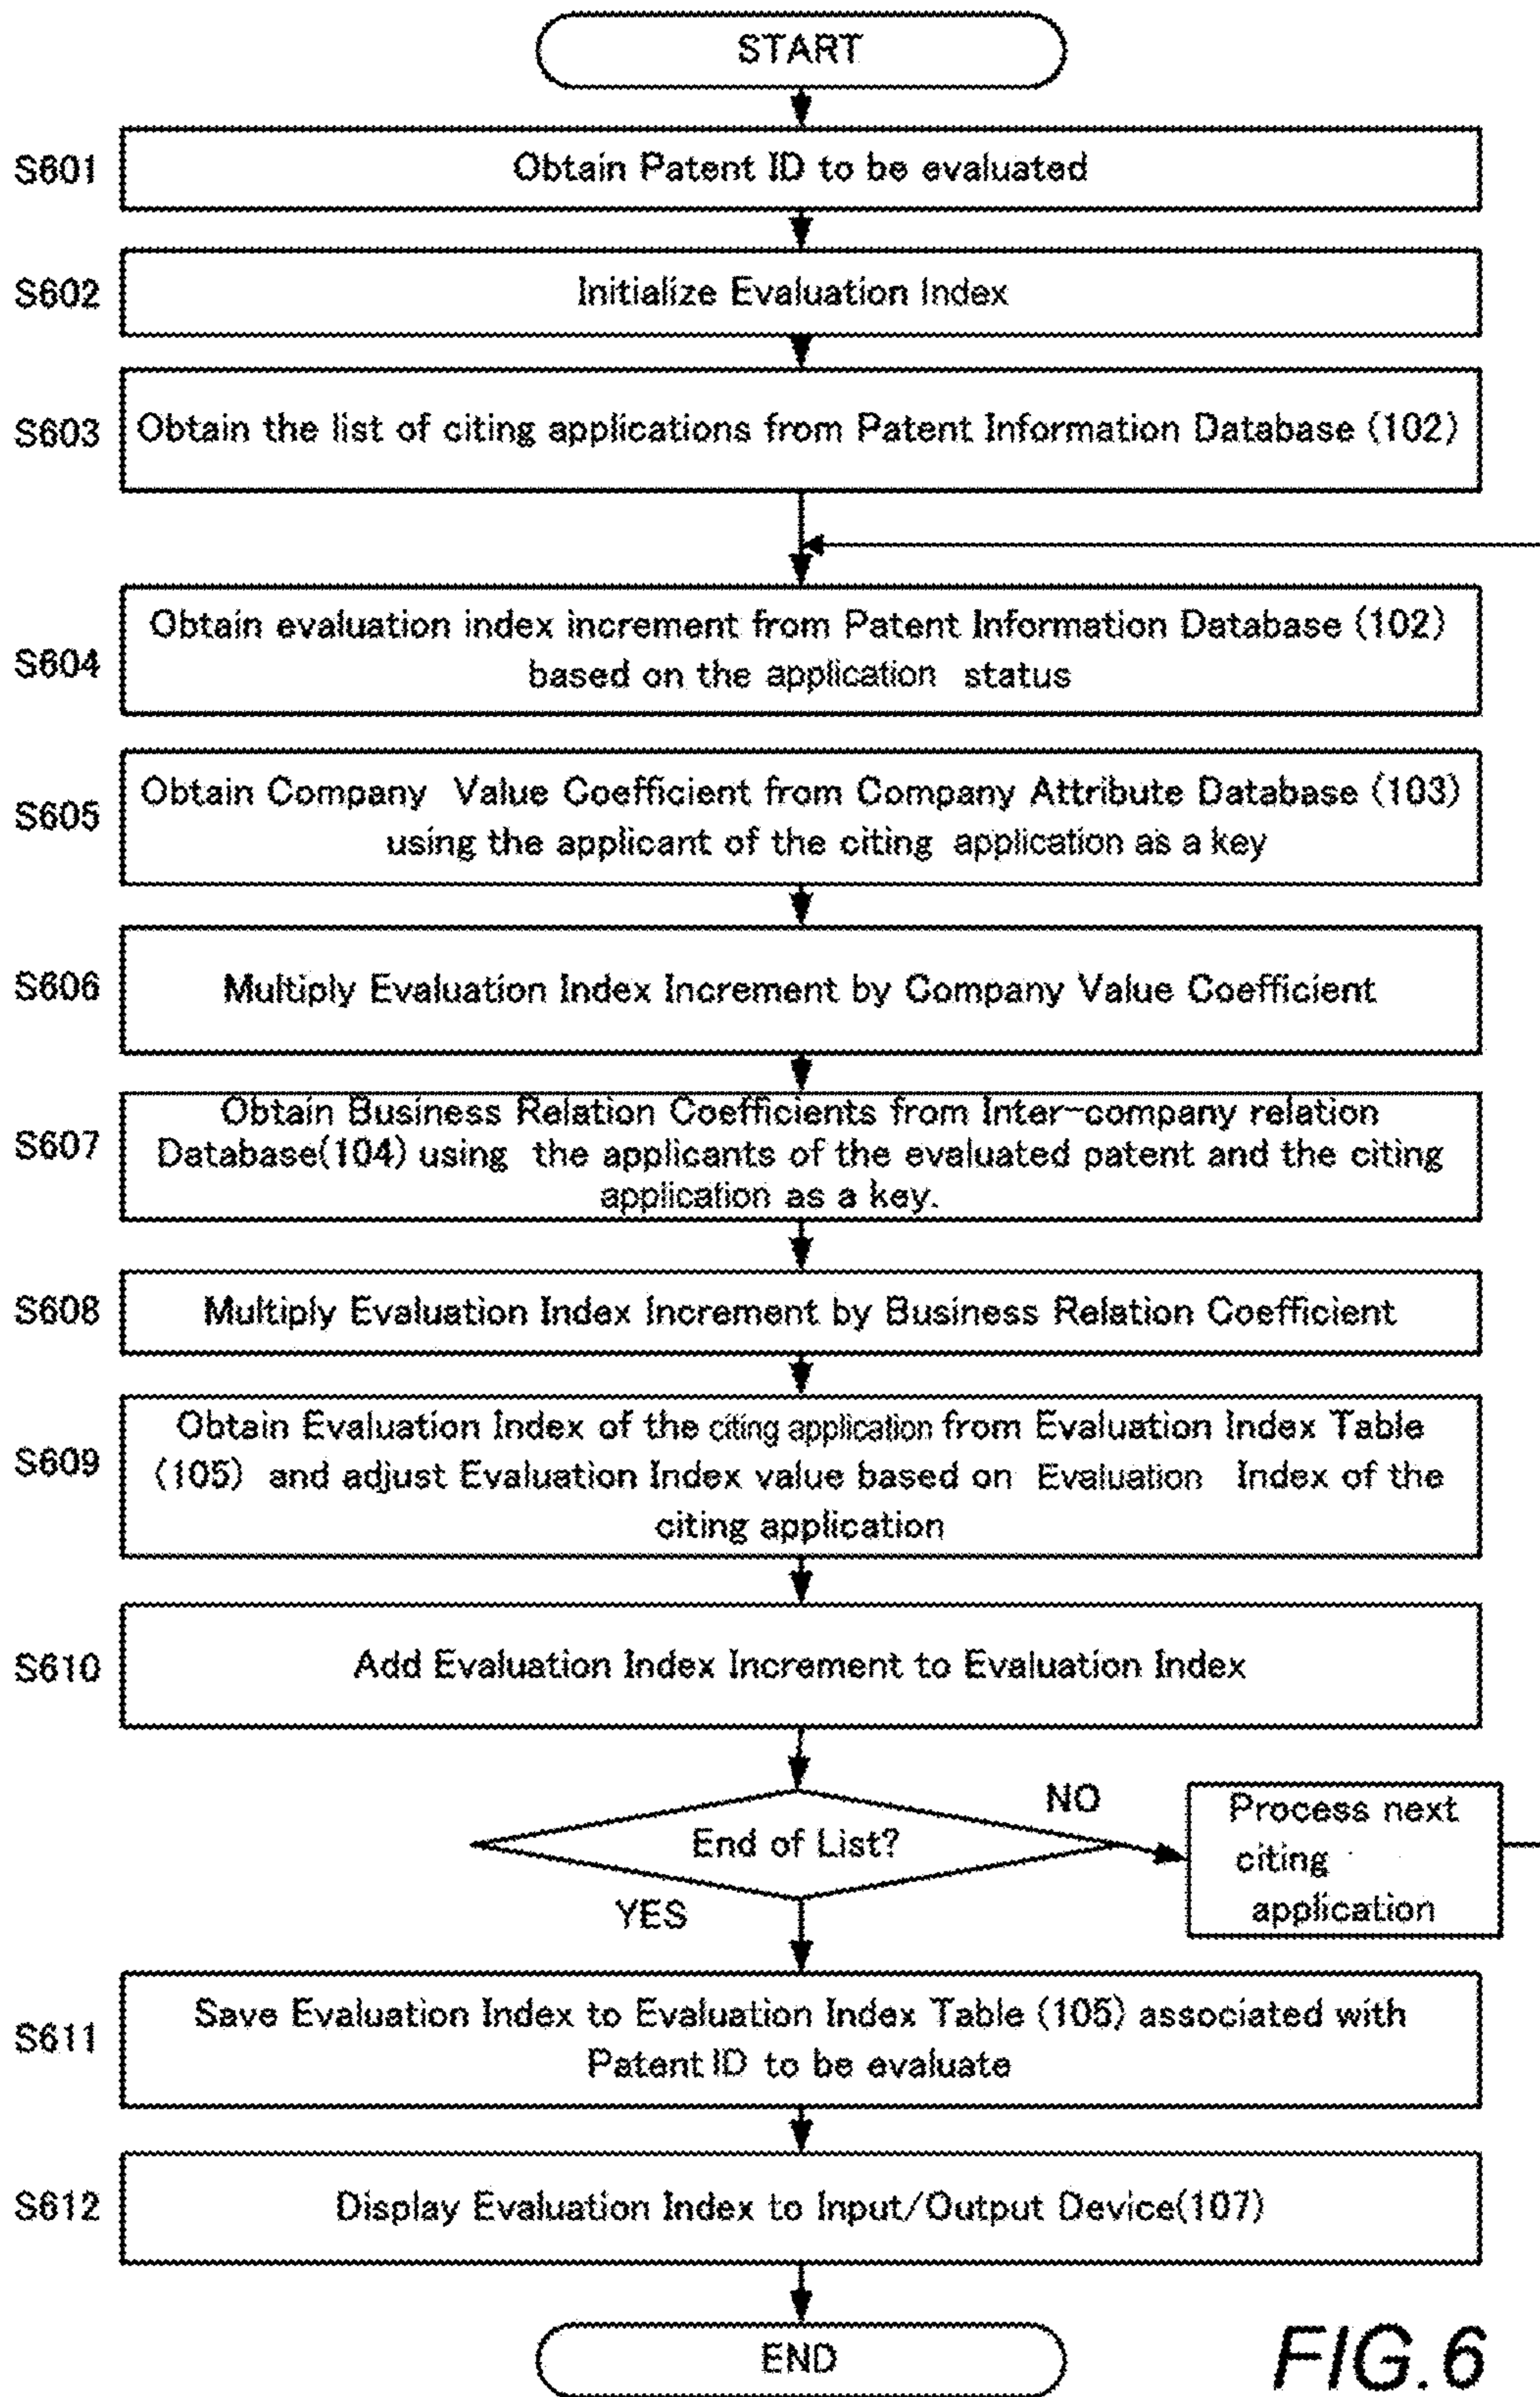 START
S601
Obtain Patent ID to be evaluated
S602
Initialize Evaluation Index
S603
Obtain the list of citing applications from Patent Information Database (102)
S604
Obtain evaluation index increment from Patent Information Database (102)
based on the application status
S605
Obtain Company Value Coefficient from Company Attribute Database (103)
using the applicant of the citing application as a key
S606
Multiply Evaluation Index Increment by Company Value Coefficient
S607
Obtain Business Relation Coefficients from Inter-company relation
Database(104) using the applicants of the evaluated patent and the citing
application as a key.
S608
Multiply Evaluation Index Increment by Business Relation Coefficient
S609
Obtain Evaluation Index of the citing application from Evaluation Index Table
(105) and adjust Evaluation Index value based on Evaluation Index of the
citing application
S610
Add Evaluation Index Increment to Evaluation Index
End of List?
NO
Process next
citing
application
YES
S611
Save Evaluation Index to Evaluation Index Table (105) associated with
Patent ID to be evaluate
S612
Display Evaluation Index to Input/Output Device(107)
END
FIG.6